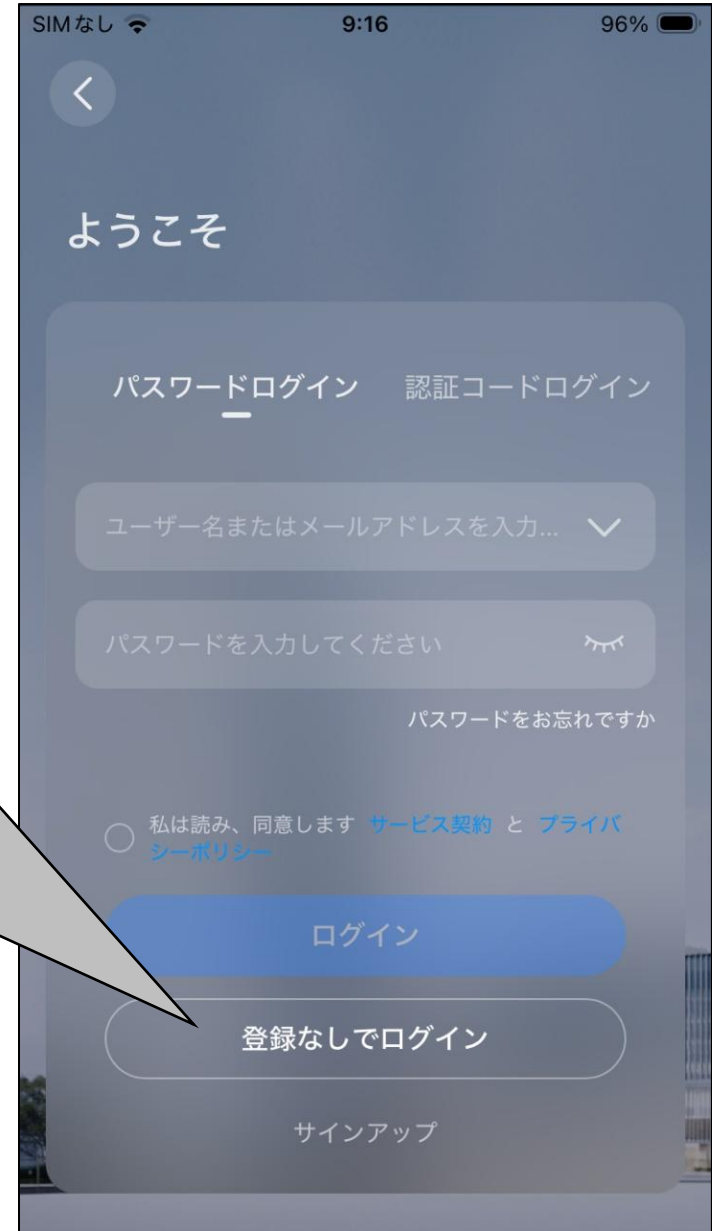 SIMなし 9:16 96%
ようこそ
パスワードログイン 認証コードログイン
ユーザー名またはメールアドレスを入力...
パスワードを入力してください
パスワードをお忘れですか
私は読み、同意します サービス契約 と プライバ
シーポリシー
ログイン
登録なしでログイン
サインアップ